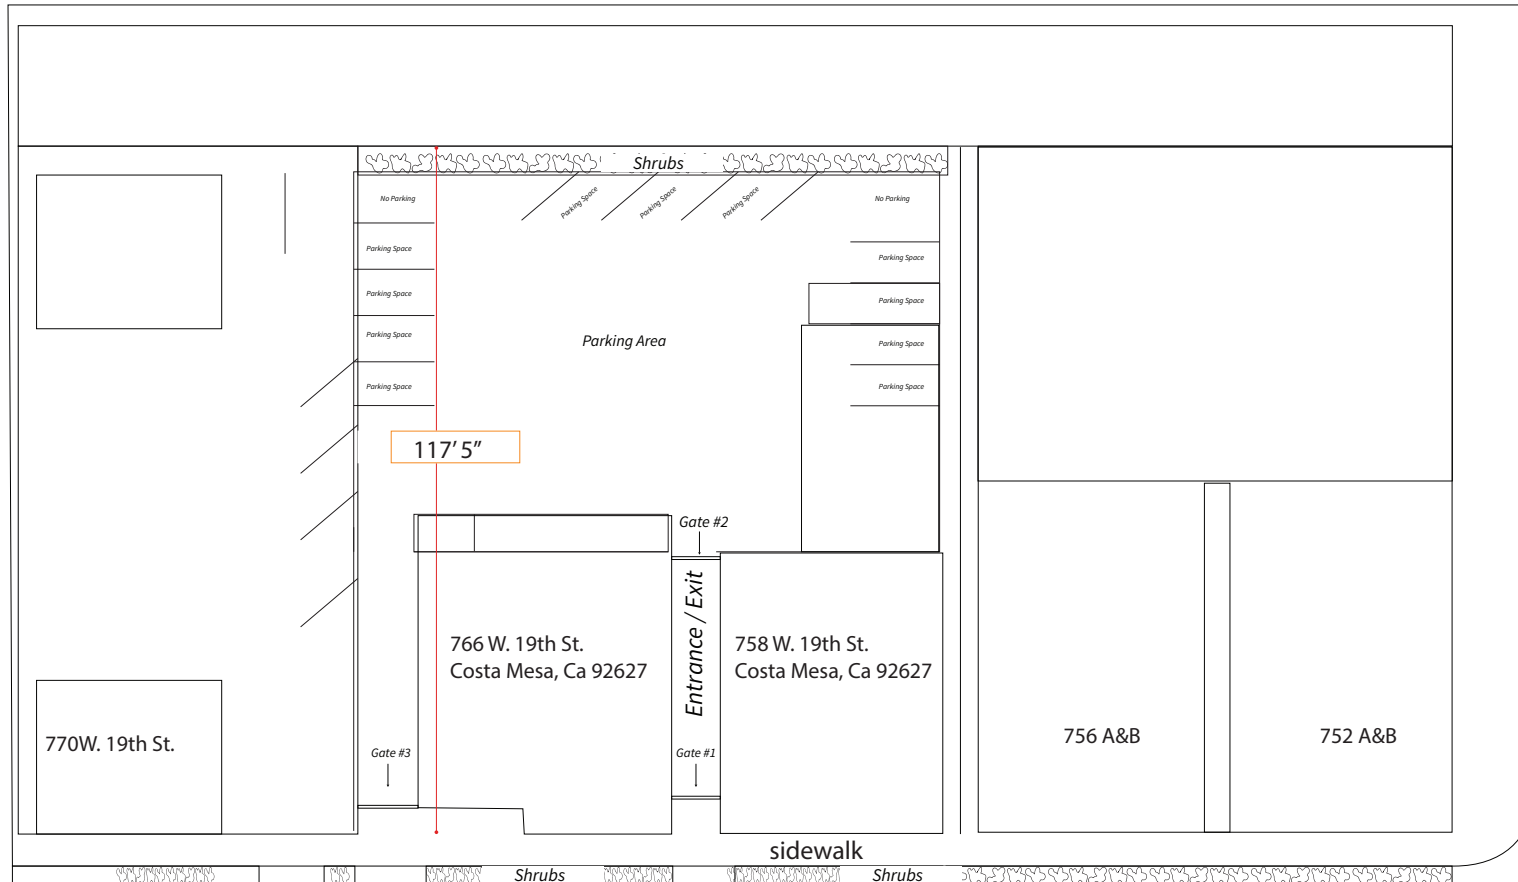 Shrubs
No Parking
Parking Space
Parking Space
Parking Space
No Parking
Parking Space
Parking Space
Parking Space
Parking Space
Parking Space
Parking Space
Parking Area
Parking Space
Parking Space
117’ 5”
Gate #2
Entrance / Exit
766 W. 19th St.
Costa Mesa, Ca 92627
758 W. 19th St.
Costa Mesa, Ca 92627
770W. 19th St.
756 A&B
752 A&B
Gate #3
Gate #1
sidewalk
Shrubs
Shrubs